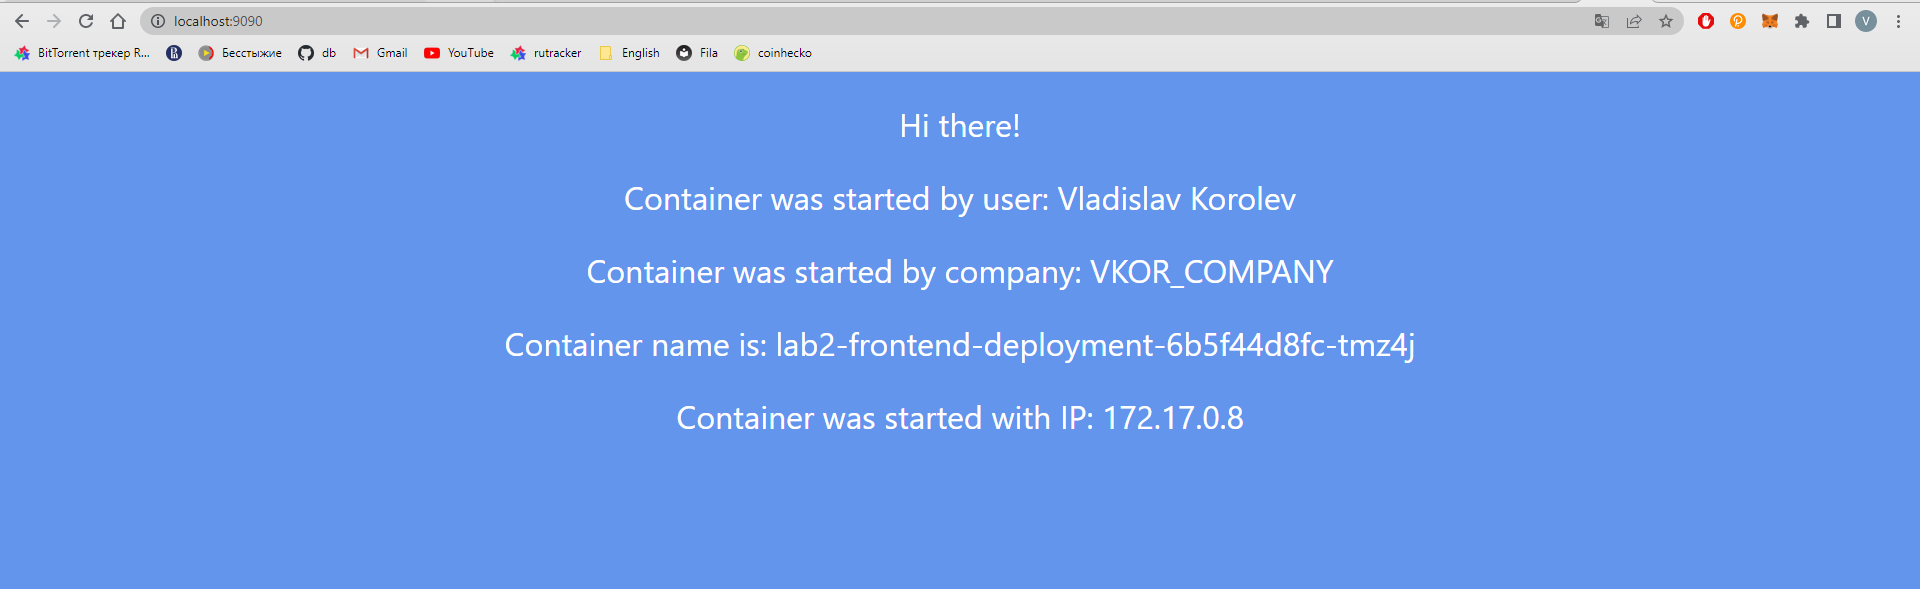 localhost:9090
V
BitTorrent трекер R... Бесстыжие db Gmail YouTube rutracker English Fila coinhecko
Hi there!
Container was started by user: Vladislav Korolev
Container was started by company: VKOR_COMPANY
Container name is: lab2-frontend-deployment-6b5f44d8fc-tmz4j
Container was started with IP: 172.17.0.8